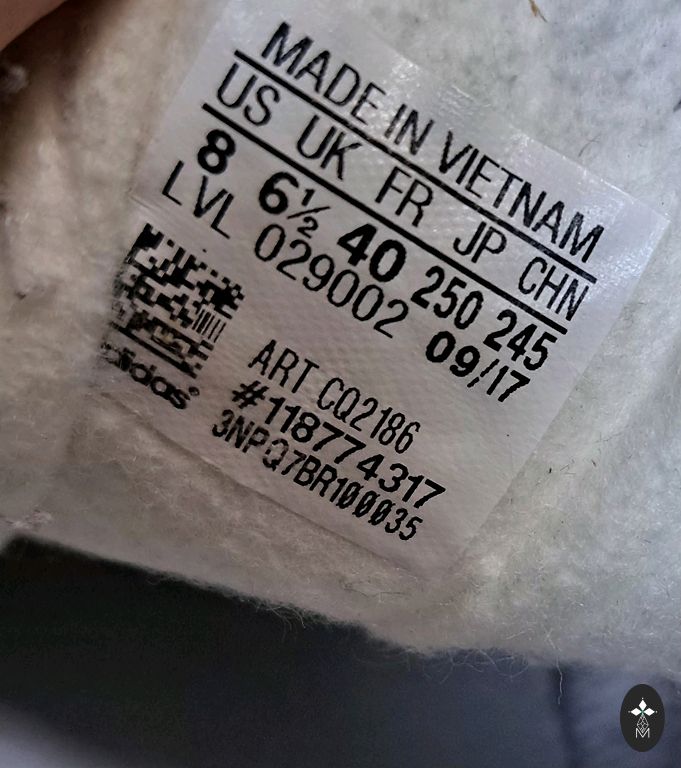 MADE IN VIETNAM
US UK FR JP CHN
8 6½ 40 250 245
LVL 029002 09/17
adidas®
ART CQ2186
#118774317
3NPQ7BR100035
M